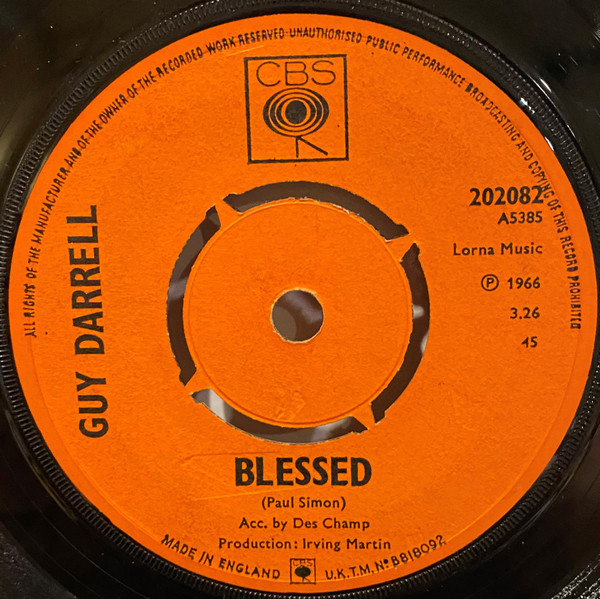 ALL RIGHTS OF THE MANUFACTURER AND OF THE OWNER OF THE RECORDED WORK RESERVED·UNAUTHORISED PUBLIC PERFORMANCE BROADCASTING AND COPYING OF THIS RECORD PROHIBITED
CBS
202082
A5385
Lorna Music
Ⓟ 1966
3.26
45
GUY DARRELL
BLESSED
(Paul Simon)
Acc. by Des Champ
Production: Irving Martin
MADE IN ENGLAND CBS U.K.T.M. Nº B818092